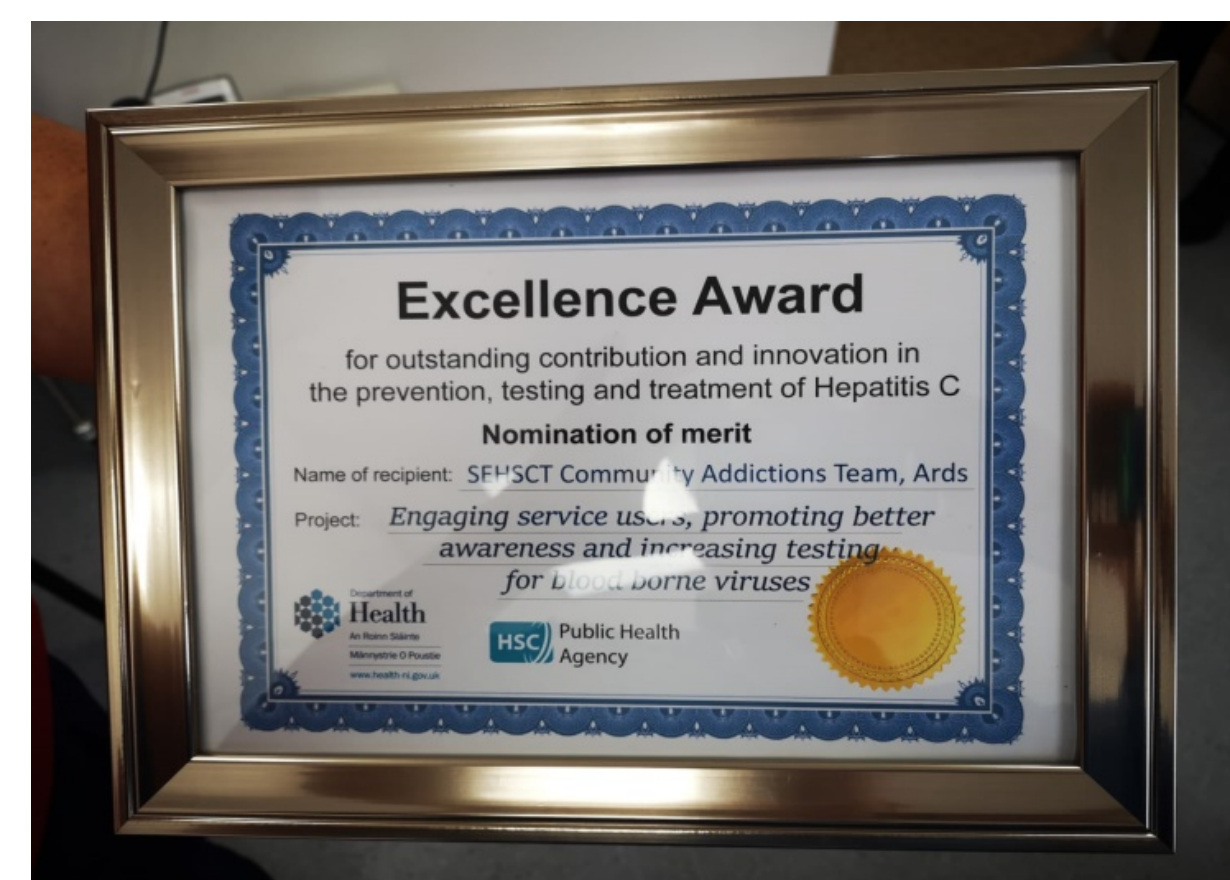 Excellence Award
for outstanding contribution and innovation in
the prevention, testing and treatment of Hepatitis C
Nomination of merit
Name of recipient: SEHSCT Community Addictions Team, Ards
Project: Engaging service users, promoting better
awareness and increasing testing
for blood borne viruses
Department of
Health
An Roinn Sláinte
Männystrie O Poustie
www.health-ni.gov.uk
HSC Public Health
Agency